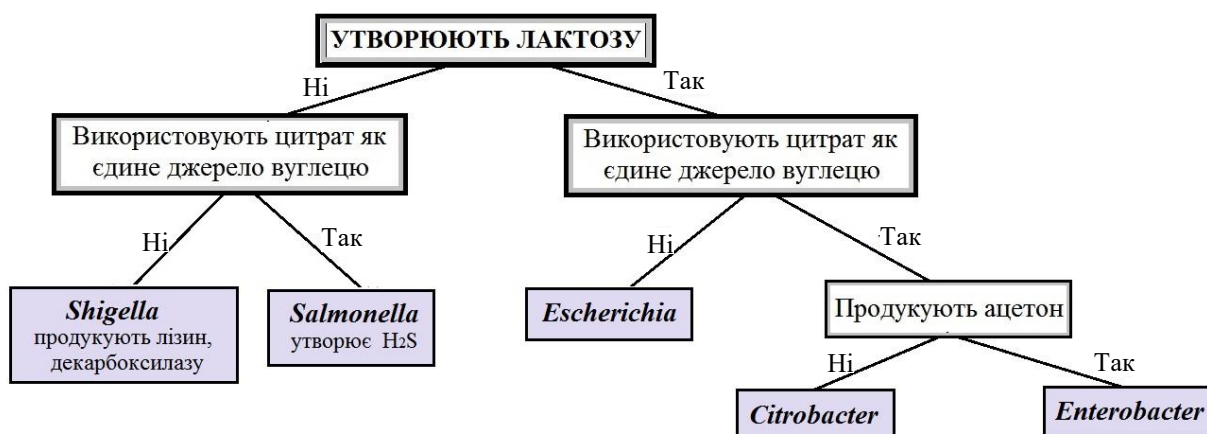 УТВОРЮЮТЬ ЛАКТОЗУ
Ні
Так
Використовують цитрат як
єдине джерело вуглецю
Використовують цитрат як
єдине джерело вуглецю
Ні
Так
Ні
Так
Shigella
продукують лізин,
декарбоксилазу
Salmonella
утворює H2S
Escherichia
Продукують ацетон
Ні
Так
Citrobacter
Enterobacter